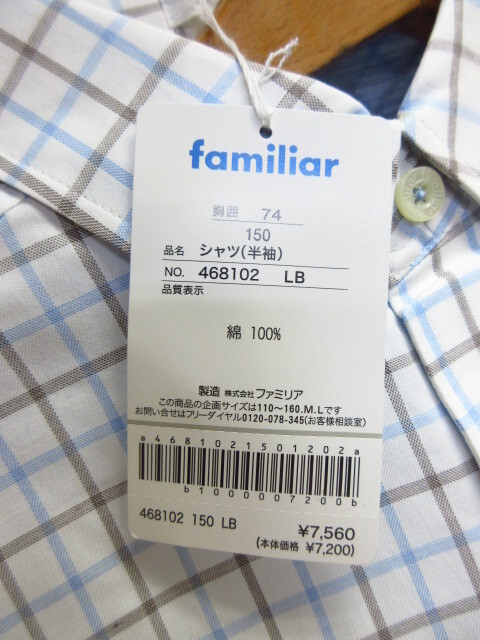 familiar
胸囲 74
150
品名 シャツ(半袖)
NO. 468102 LB
品質表示
綿 100%
製造 株式会社ファミリア
この商品の企画サイズは110〜160.M.Lです
お問い合せはフリーダイヤル0120-078-345(お客様相談室)
a4681021501202a
b1000007200b
468102 150 LB
¥7,560
(本体価格 ¥7,200)